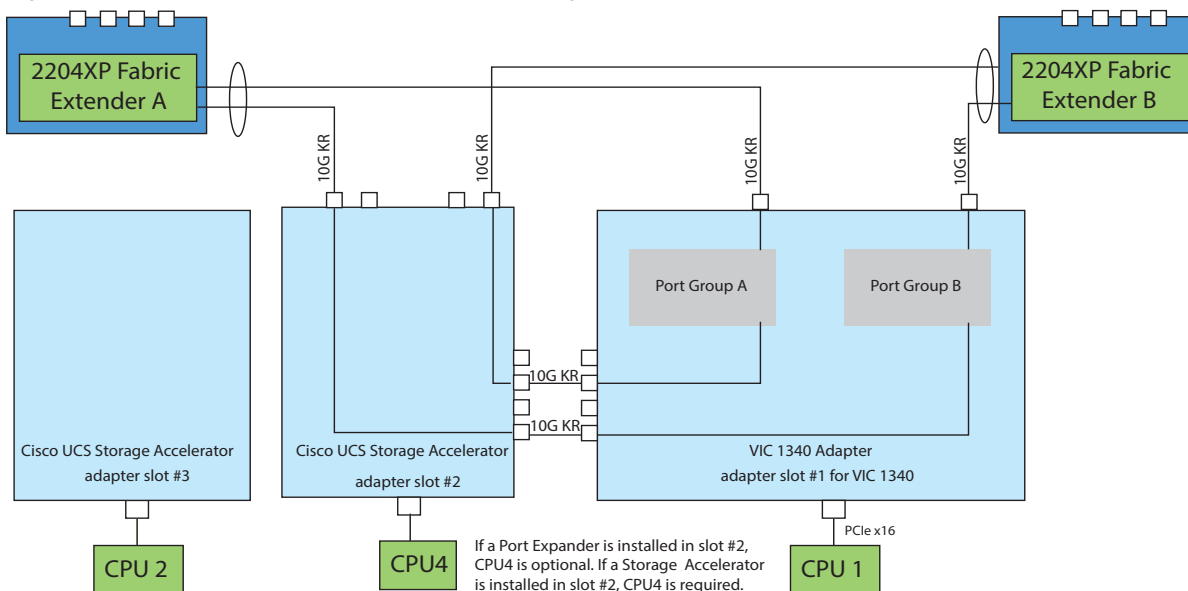 2204XP Fabric
Extender A
2204XP Fabric
Extender B
10G KR
10G KR
10G KR
10G KR
Port Group A
Port Group B
10G KR
10G KR
Cisco UCS Storage Accelerator
adapter slot #3
Cisco UCS Storage Accelerator
adapter slot #2
VIC 1340 Adapter
adapter slot #1 for VIC 1340
PCIe x16
CPU 2
CPU4
If a Port Expander is installed in slot #2,
CPU4 is optional. If a Storage Accelerator
is installed in slot #2, CPU4 is required.
CPU 1